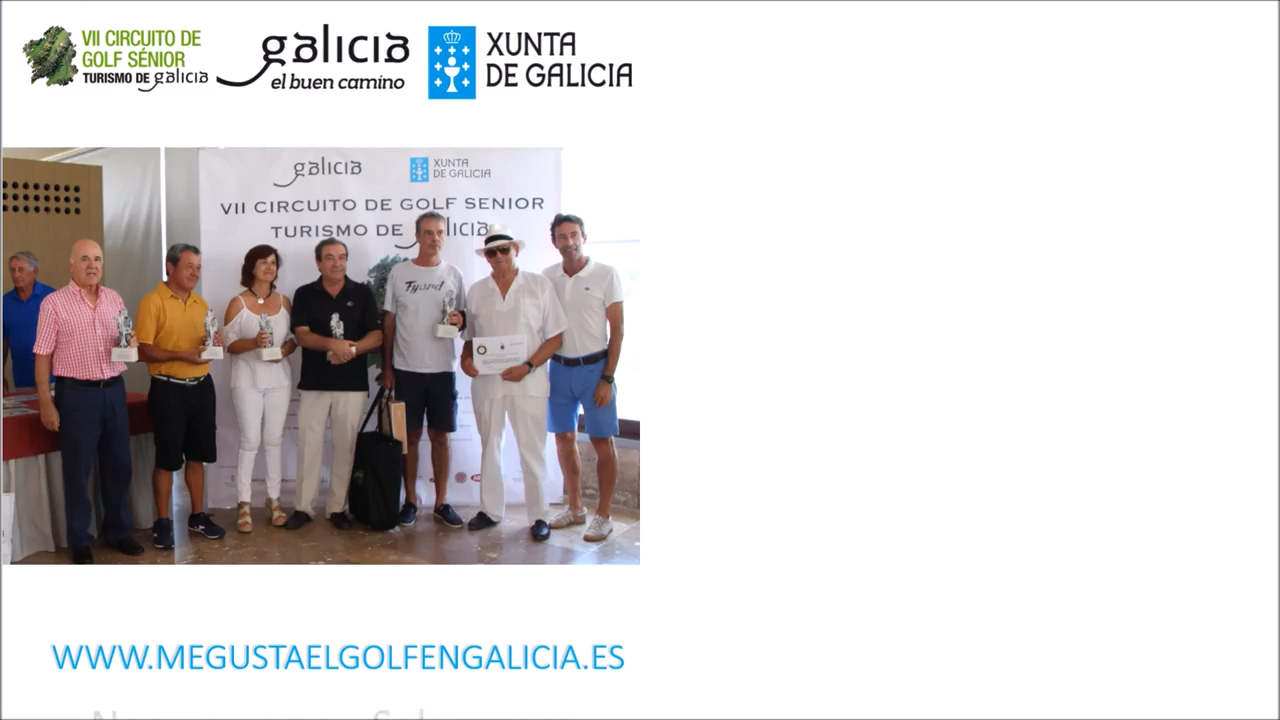 VII CIRCUITO DE
GOLF SÉNIOR
TURISMO DE galicia
galicia
el buen camino
XUNTA
DE GALICIA
galicia
XUNTA
DE GALICIA
VII CIRCUITO DE GOLF SENIOR
TURISMO DE galicia
WWW.MEGUSTAELGOLFENGALICIA.ES